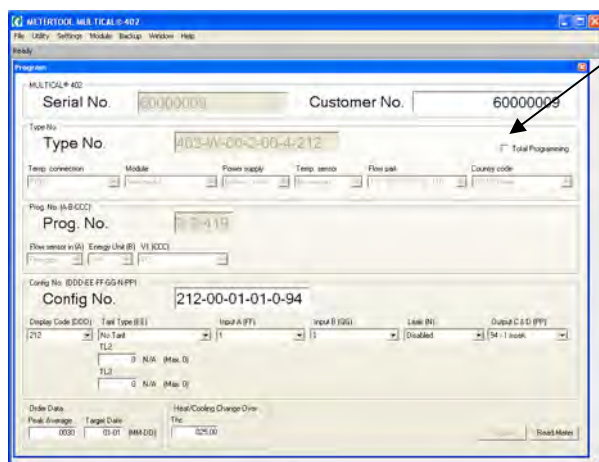 METERTOOL MULTICAL® 402
File Utility Settings Module Backup Window Help
Ready
Program
MULTICAL® 402
Serial No. 60000009 Customer No. 60000009
Type No.
Type No. 403-W-00-2-00-4/212 Total Programming
Temp. connection Module Power supply Temp. sensor Flow part Country code
Prog. No. (A-B-CCC)
Prog. No.
Flow sensor in (A) Energy Unit (B) V1 (CCC)
Config No. (DDD-EE-FF-GG-N-PP)
Config No. 212-00-01-01-0-94
Display Code (DDD) Tarif Type (EE) Input A (FF) Input B (GG) Leak (N) Output C & D (PP)
212 No Tarif 1 1 Disabled 94 - 1 msek
TL2
0 N/A (Max. 0)
TL3
0 N/A (Max. 0)
Order Data Heat/Cooling Change Over
Peak Average Target Date Thc
0030 01-01 (MM-DD) 025.00 Read Meter